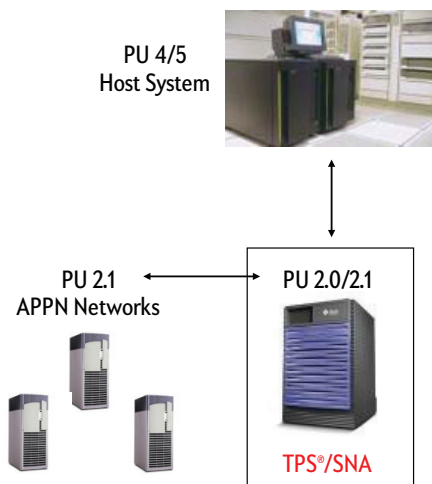 PU 4/5
Host System
PU 2.1
APPN Networks
PU 2.0/2.1
TPS®/SNA